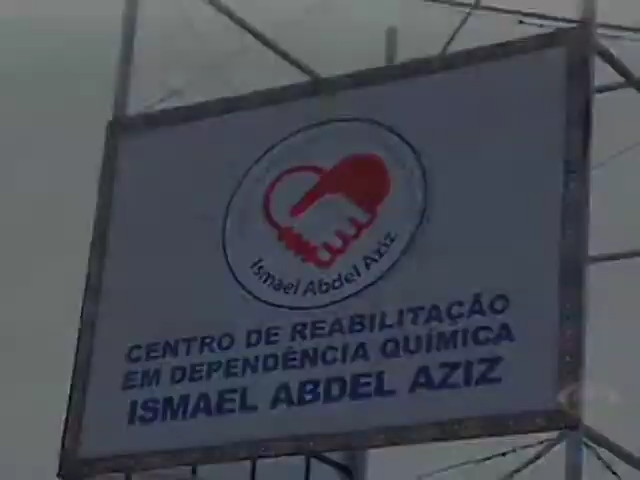 Ismael Abdel Aziz
CENTRO DE REABILITAÇÃO
EM DEPENDÊNCIA QUÍMICA
ISMAEL ABDEL AZIZ